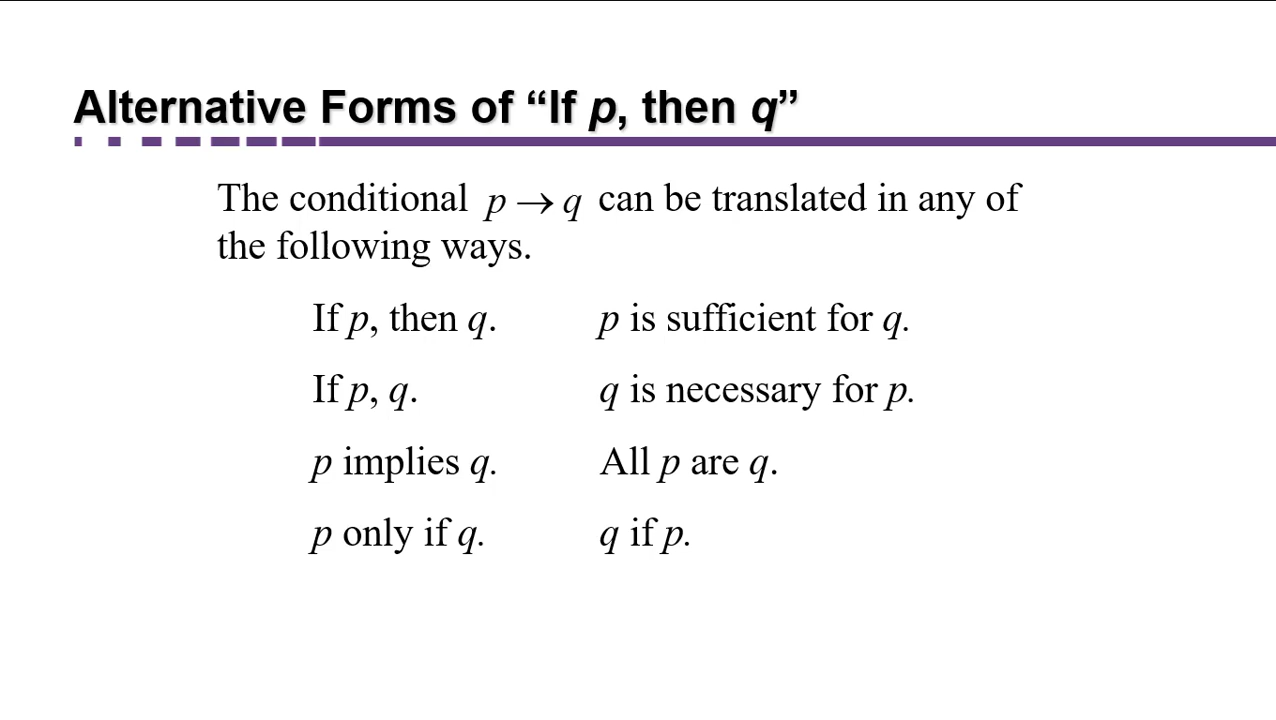 Alternative Forms of “If p, then q”
The conditional p → q can be translated in any of
the following ways.
If p, then q. p is sufficient for q.
If p, q. q is necessary for p.
p implies q. All p are q.
p only if q. q if p.